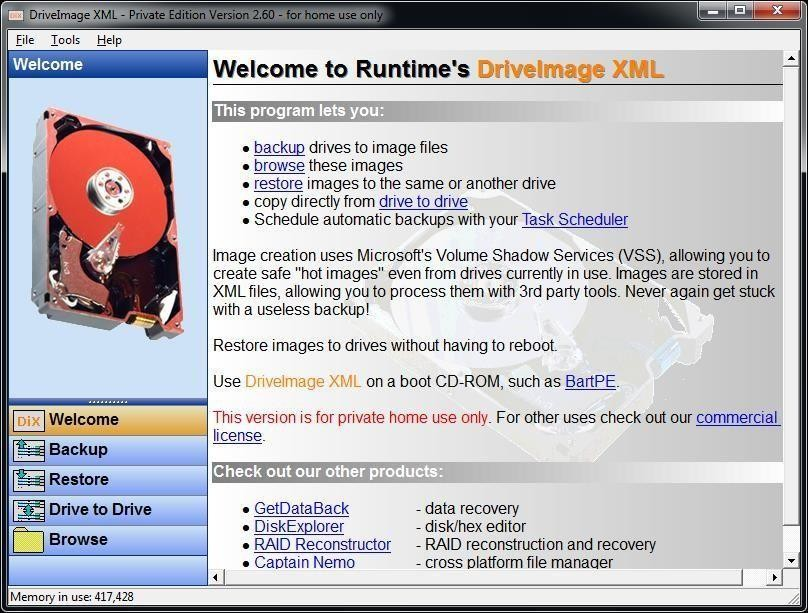 DiX DriveImage XML - Private Edition Version 2.60 - for home use only
File Tools Help
Welcome
Welcome to Runtime's DriveImage XML
This program lets you:
● backup drives to image files
● browse these images
● restore images to the same or another drive
● copy directly from drive to drive
● Schedule automatic backups with your Task Scheduler
Image creation uses Microsoft's Volume Shadow Services (VSS), allowing you to
create safe "hot images" even from drives currently in use. Images are stored in
XML files, allowing you to process them with 3rd party tools. Never again get stuck
with a useless backup!
Restore images to drives without having to reboot.
Use DriveImage XML on a boot CD-ROM, such as BartPE.
This version is for private home use only. For other uses check out our commercial
license.
Check out our other products:
● GetDataBack - data recovery
● DiskExplorer - disk/hex editor
● RAID Reconstructor - RAID reconstruction and recovery
● Captain Nemo - cross platform file manager
DiX Welcome
Backup
Restore
Drive to Drive
Browse
Memory in use: 417,428